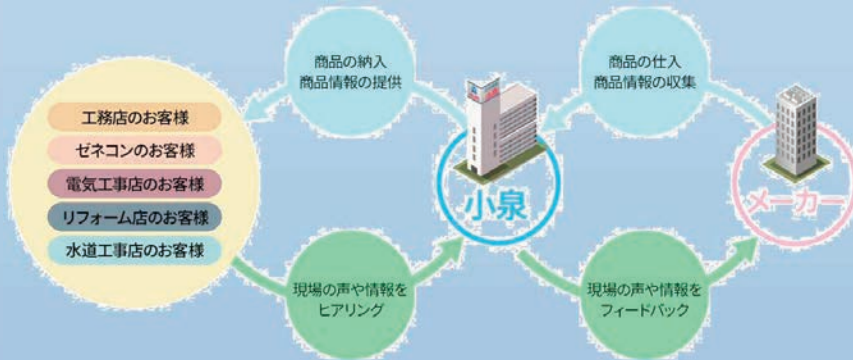 商品の納入
商品情報の提供
商品の仕入
商品情報の収集
工務店のお客様
ゼネコンのお客様
電気工事店のお客様
リフォーム店のお客様
水道工事店のお客様
小泉
メーカー
現場の声や情報を
ヒアリング
現場の声や情報を
フィードバック